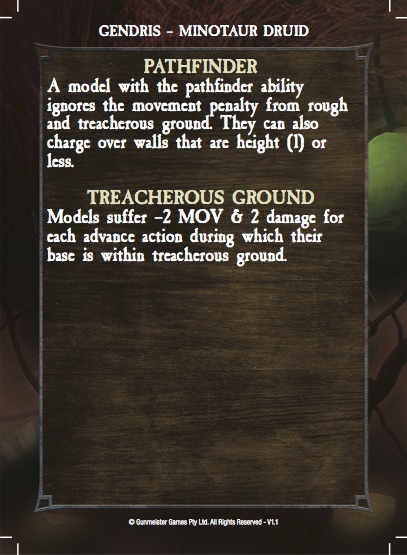 GENDRIS – MINOTAUR DRUID
PATHFINDER
A model with the pathfinder ability
ignores the movement penalty from rough
and treacherous ground. They can also
charge over walls that are height (1) or
less.
TREACHEROUS GROUND
Models suffer –2 MOV & 2 damage for
each advance action during which their
base is within treacherous ground.
© Gunmeister Games Pty Ltd. All Rights Reserved - V1.1